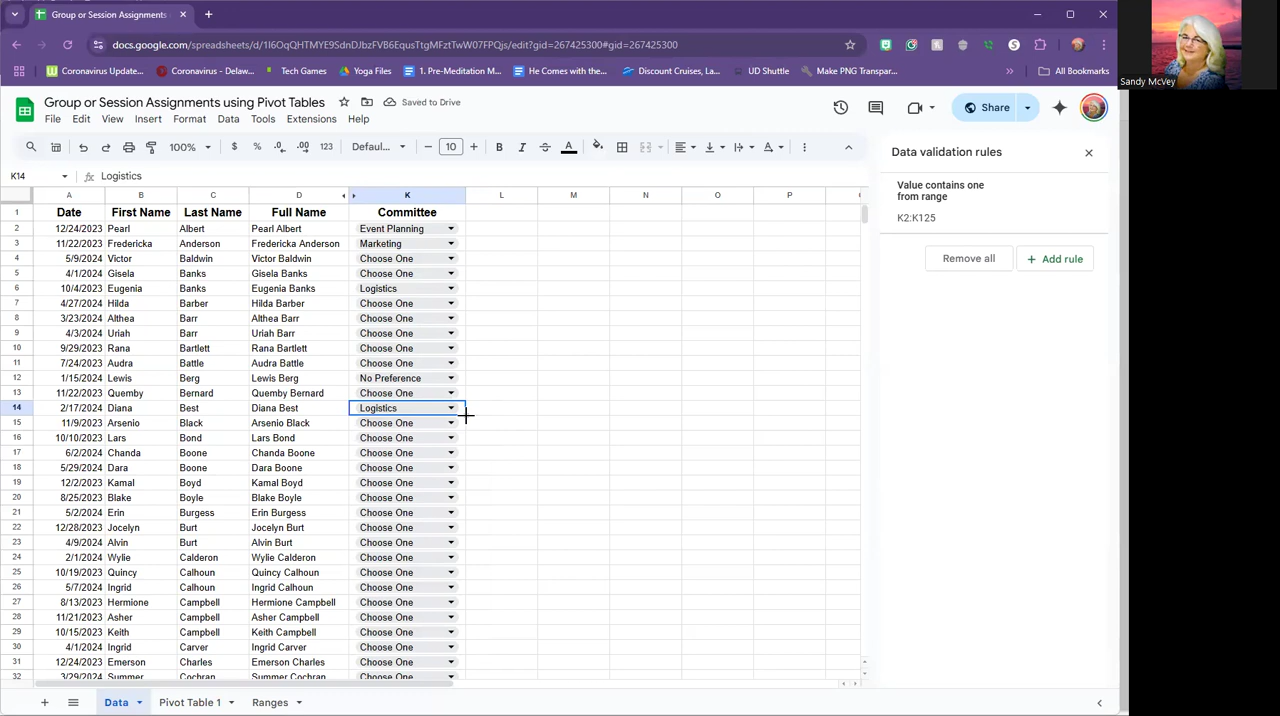 Group or Session Assignments
docs.google.com/spreadsheets/d/1l6OqQHTMYE9SdnDJbzFVB6EqusTtgMFztTwW07FPQjs/edit?gid=267425300#gid=267425300
Coronavirus Update... Coronavirus - Delaw... Tech Games Yoga Files 1. Pre-Meditation M... He Comes with the... Discount Cruises, La... UD Shuttle Make PNG Transpar... » All Bookmarks
Sandy McVey
Group or Session Assignments using Pivot Tables Saved to Drive
Share
File Edit View Insert Format Data Tools Extensions Help
100% $ % .0 .00 123 Defaul... 10 B I A
K14 fx Logistics
A B C D K L M N O P
1 Date First Name Last Name Full Name Committee
2 12/24/2023 Pearl Albert Pearl Albert Event Planning
3 11/22/2023 Fredericka Anderson Fredericka Anderson Marketing
4 5/9/2024 Victor Baldwin Victor Baldwin Choose One
5 4/1/2024 Gisela Banks Gisela Banks Choose One
6 10/4/2023 Eugenia Banks Eugenia Banks Logistics
7 4/27/2024 Hilda Barber Hilda Barber Choose One
8 3/23/2024 Althea Barr Althea Barr Choose One
9 4/3/2024 Uriah Barr Uriah Barr Choose One
10 9/29/2023 Rana Bartlett Rana Bartlett Choose One
11 7/24/2023 Audra Battle Audra Battle Choose One
12 1/15/2024 Lewis Berg Lewis Berg No Preference
13 11/22/2023 Quemby Bernard Quemby Bernard Choose One
14 2/17/2024 Diana Best Diana Best Logistics
15 11/9/2023 Arsenio Black Arsenio Black Choose One
16 10/10/2023 Lars Bond Lars Bond Choose One
17 6/2/2024 Chanda Boone Chanda Boone Choose One
18 5/29/2024 Dara Boone Dara Boone Choose One
19 12/2/2023 Kamal Boyd Kamal Boyd Choose One
20 8/25/2023 Blake Boyle Blake Boyle Choose One
21 5/2/2024 Erin Burgess Erin Burgess Choose One
22 12/28/2023 Jocelyn Burt Jocelyn Burt Choose One
23 4/9/2024 Alvin Burt Alvin Burt Choose One
24 2/1/2024 Wylie Calderon Wylie Calderon Choose One
25 10/19/2023 Quincy Calhoun Quincy Calhoun Choose One
26 5/7/2024 Ingrid Calhoun Ingrid Calhoun Choose One
27 8/13/2023 Hermione Campbell Hermione Campbell Choose One
28 11/21/2023 Asher Campbell Asher Campbell Choose One
29 10/15/2023 Keith Campbell Keith Campbell Choose One
30 4/1/2024 Ingrid Carver Ingrid Carver Choose One
31 12/24/2023 Emerson Charles Emerson Charles Choose One
32 3/29/2024 Summer Cochran Summer Cochran Choose One
Data validation rules
Value contains one
from range
K2:K125
Remove all + Add rule
Data Pivot Table 1 Ranges